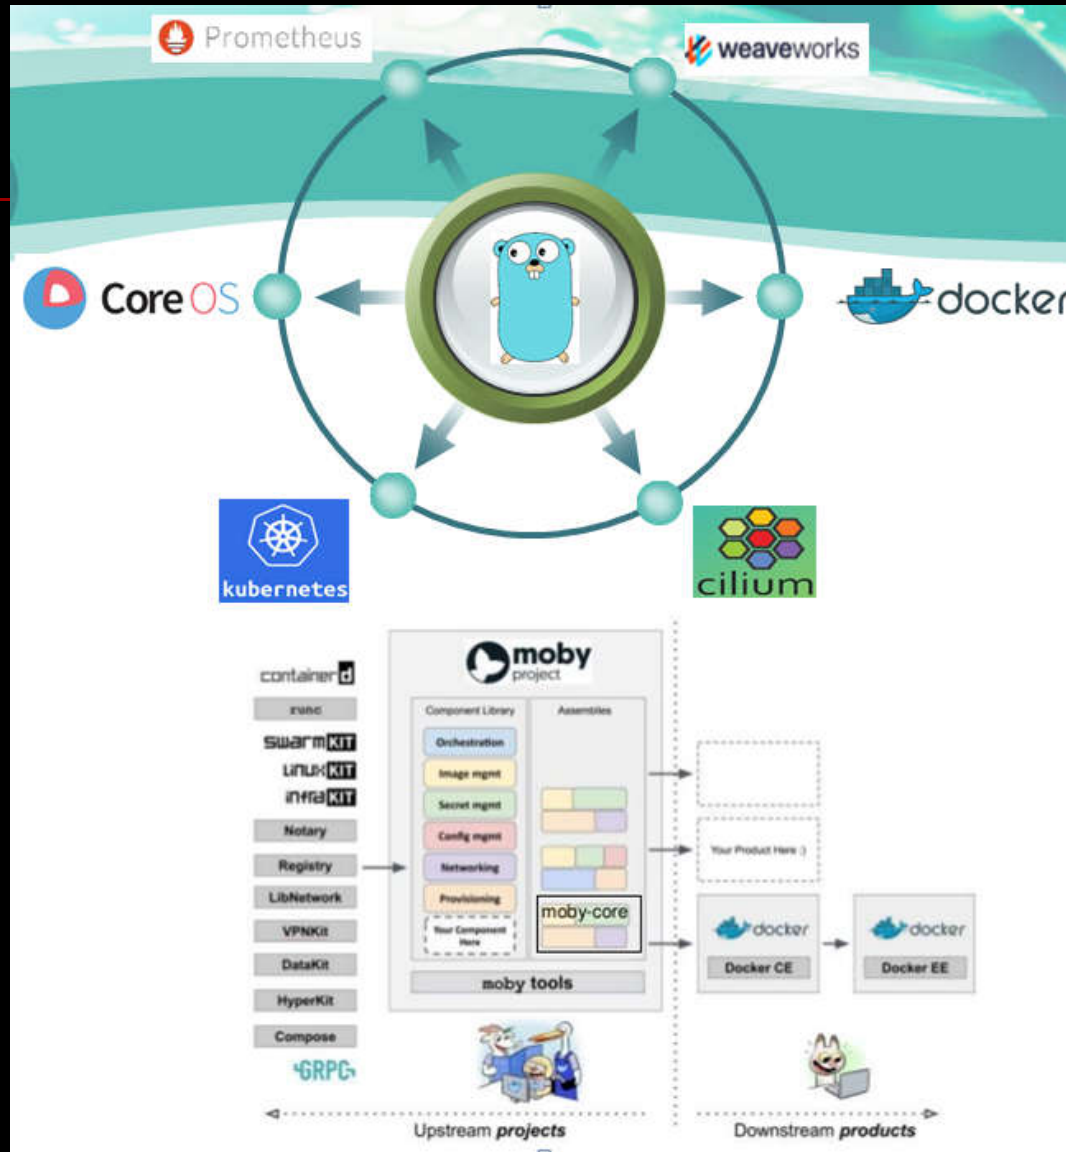 Prometheus
weaveworks
CoreOS
docker
kubernetes
cilium
moby
project
containerd
runc
SwarmKIT
LinuxKIT
infraKIT
Notary
Registry
LibNetwork
VPNKit
DataKit
HyperKit
Compose
GRPC
Component Library
Assemblies
Orchestration
Image mgmt
Secret mgmt
Config mgmt
Networking
Provisioning
Your Component
Here
moby-core
moby tools
Your Product Here :)
docker
Docker CE
docker
Docker EE
Upstream projects
Downstream products